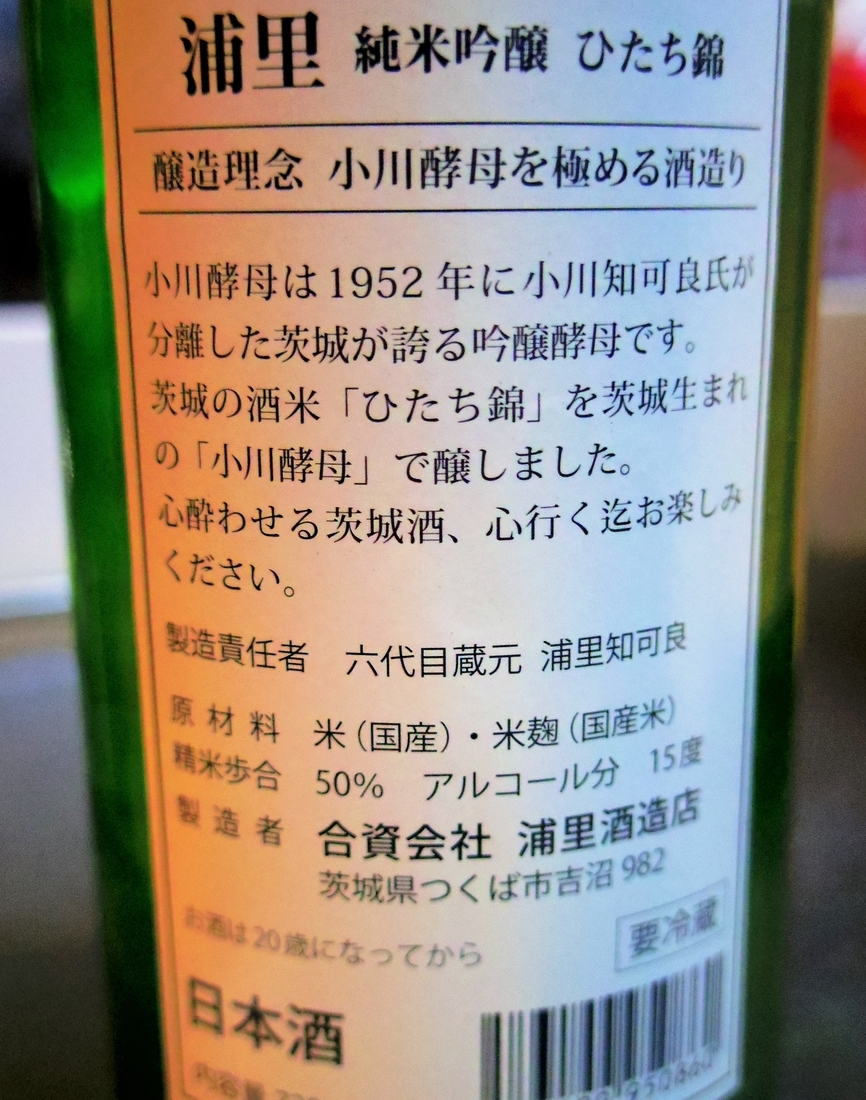 浦里 純米吟醸 ひたち錦
醸造理念 小川酵母を極める酒造り
小川酵母は1952年に小川知可良氏が
分離した茨城が誇る吟醸酵母です。
茨城の酒米「ひたち錦」を茨城生まれ
の「小川酵母」で醸しました。
心酔わせる茨城酒、心行く迄お楽しみ
ください。
製造責任者 六代目蔵元 浦里知可良
原材料 米(国産)・米麹(国産米)
精米歩合 50% アルコール分 15度
製造者 合資会社 浦里酒造店
茨城県つくば市吉沼982
お酒は20歳になってから
要冷蔵
日本酒
内容量